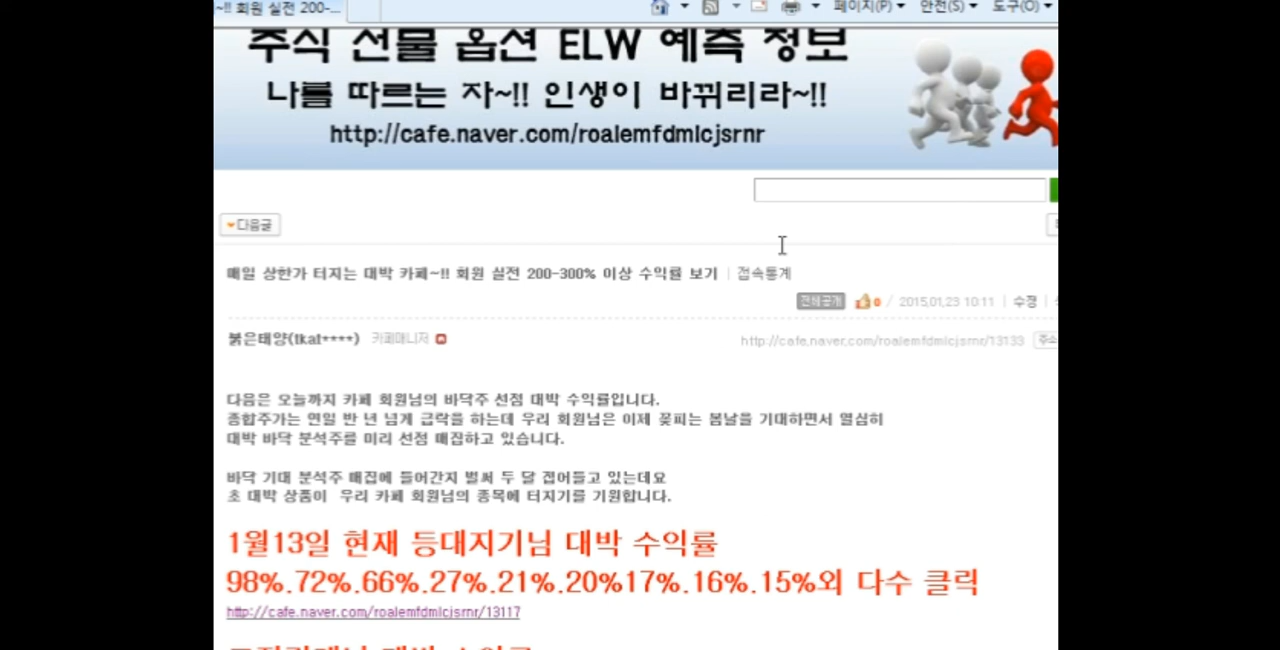 ~!! 회원 실전 200-...
페이지(P) 안전(S) 도구(O)
주식 선물 옵션 ELW 예측 정보
나를 따르는 자~!! 인생이 바뀌리라~!!
http://cafe.naver.com/roalemfdmlcjsrnr
다음글
매일 상한가 터지는 대박 카페~!! 회원 실전 200-300% 이상 수익률 보기 | 접속통계
전체공개 0 / 2015.01.23 10:11 | 수정 |
붉은태양(tkat****) 카페매니저 http://cafe.naver.com/roalemfdmlcjsrnr/13133 주소
다음은 오늘까지 카페 회원님의 바닥주 선점 대박 수익률입니다.
종합주가는 연일 반 년 넘게 급락을 하는데 우리 회원님은 이제 꽃피는 봄날을 기대하면서 열심히
대박 바닥 분석주를 미리 선점 매집하고 있습니다.
바닥 기대 분석주 매집에 들어간지 벌써 두 달 접어들고 있는데요
초 대박 상품이 우리 카페 회원님의 종목에 터지기를 기원합니다.
1월13일 현재 등대지기님 대박 수익률
98%.72%.66%.27%.21%.20%17%.16%.15%외 다수 클릭
http://cafe.naver.com/roalemfdmlcjsrnr/13117